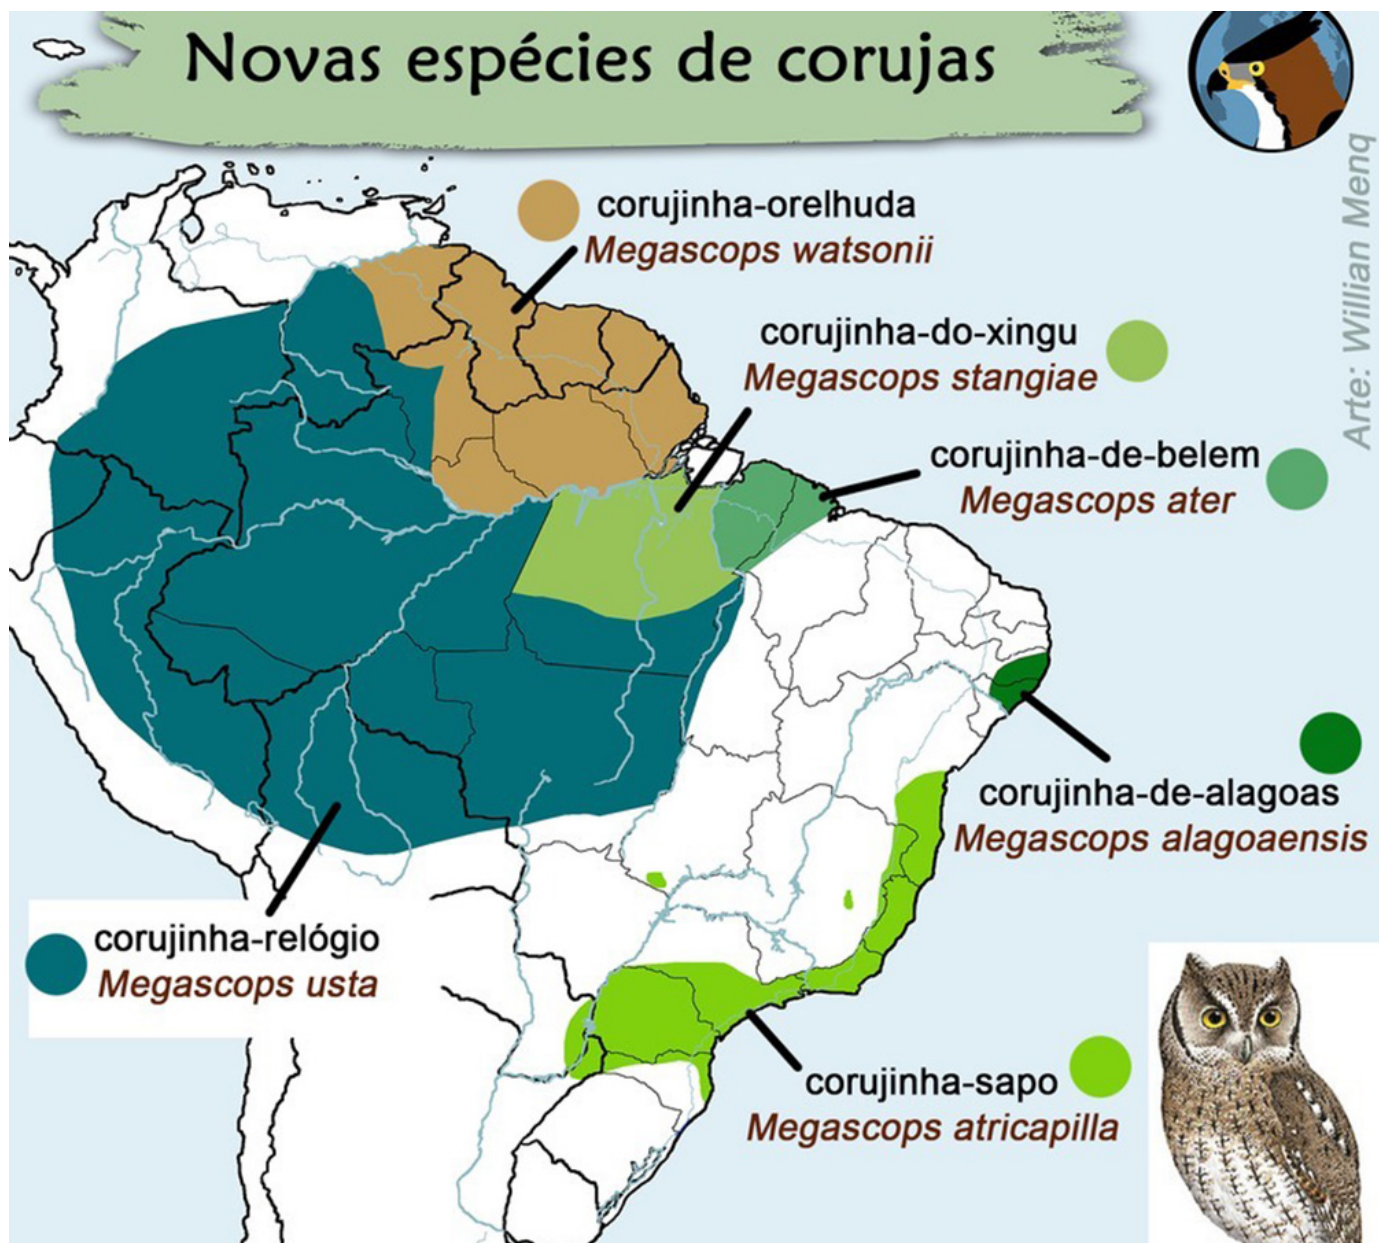 Novas espécies de corujas
Arte: Willian Menq
corujinha-orelhuda
Megascops watsonii
corujinha-do-xingu
Megascops stangiae
corujinha-de-belem
Megascops ater
corujinha-de-alagoas
Megascops alagoaensis
corujinha-relógio
Megascops usta
corujinha-sapo
Megascops atricapilla